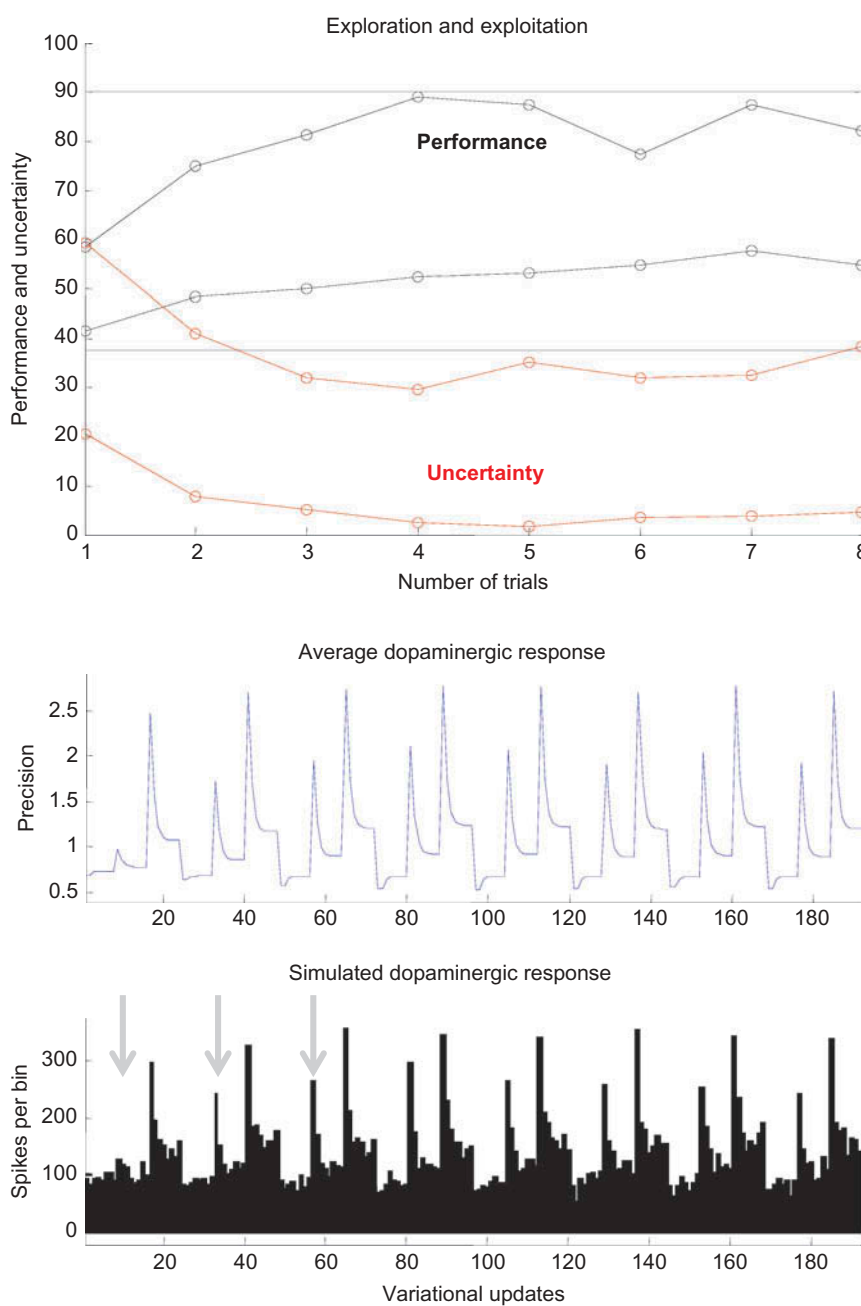 Exploration and exploitation
Performance and uncertainty
100
90
80
70
60
50
40
30
20
10
0
Performance
Uncertainty
1 2 3 4 5 6 7 8
Number of trials
Average dopaminergic response
Precision
2.5
2
1.5
1
0.5
20 40 60 80 100 120 140 160 180
Simulated dopaminergic response
Spikes per bin
300
200
100
0
20 40 60 80 100 120 140 160 180
Variational updates